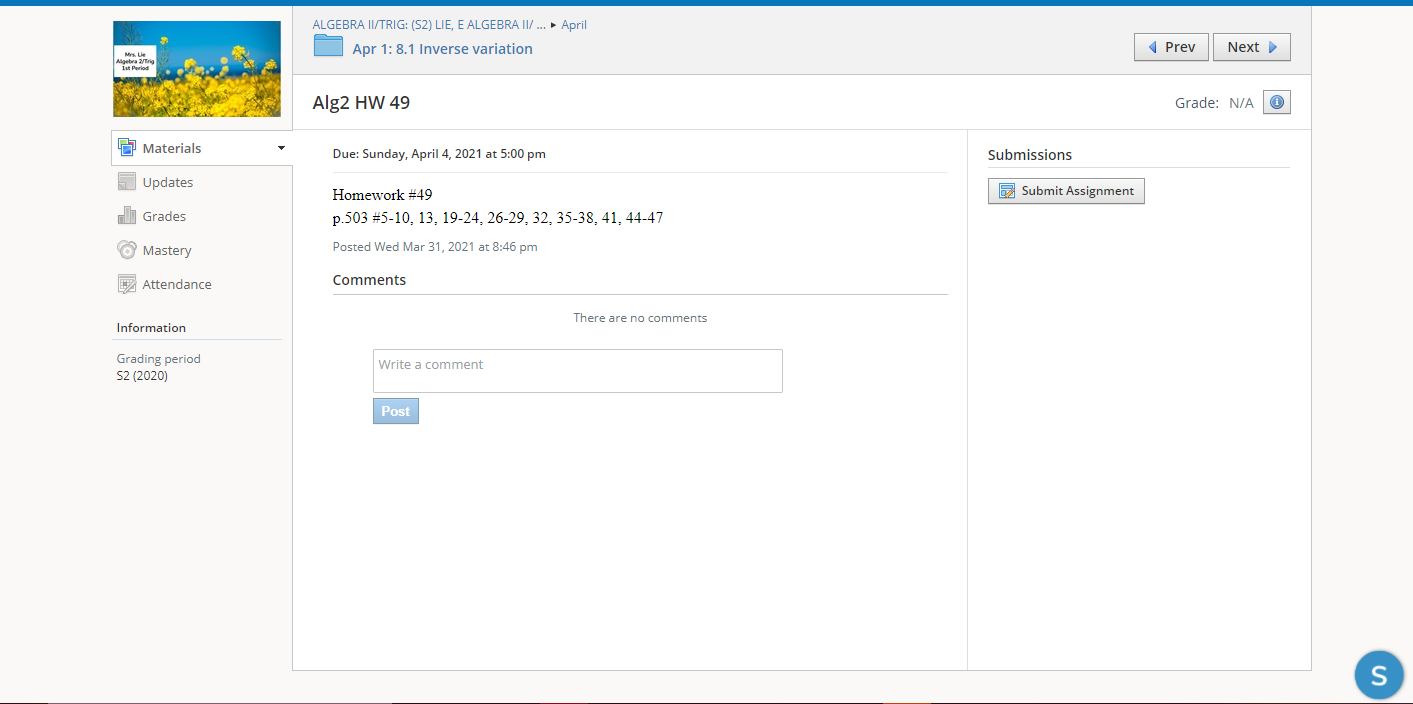 Mrs. Lie
Algebra 2/Trig
1st Period
ALGEBRA II/TRIG: (S2) LIE, E ALGEBRA II/ ... ▸ April
Apr 1: 8.1 Inverse variation
Prev
Next
Alg2 HW 49
Grade: N/A
Materials
Updates
Grades
Mastery
Attendance
Information
Grading period
S2 (2020)
Due: Sunday, April 4, 2021 at 5:00 pm
Homework #49
p.503 #5-10, 13, 19-24, 26-29, 32, 35-38, 41, 44-47
Posted Wed Mar 31, 2021 at 8:46 pm
Comments
There are no comments
Write a comment
Post
Submissions
Submit Assignment
S